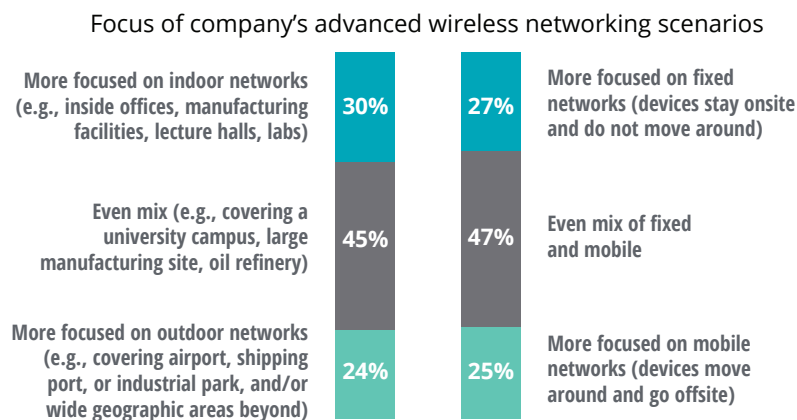 Focus of company’s advanced wireless networking scenarios
More focused on indoor networks
(e.g., inside offices, manufacturing
facilities, lecture halls, labs)
30%
27%
More focused on fixed
networks (devices stay onsite
and do not move around)
Even mix (e.g., covering a
university campus, large
manufacturing site, oil refinery)
45%
47%
Even mix of fixed
and mobile
More focused on outdoor networks
(e.g., covering airport, shipping
port, or industrial park, and/or
wide geographic areas beyond)
24%
25%
More focused on mobile
networks (devices move
around and go offsite)